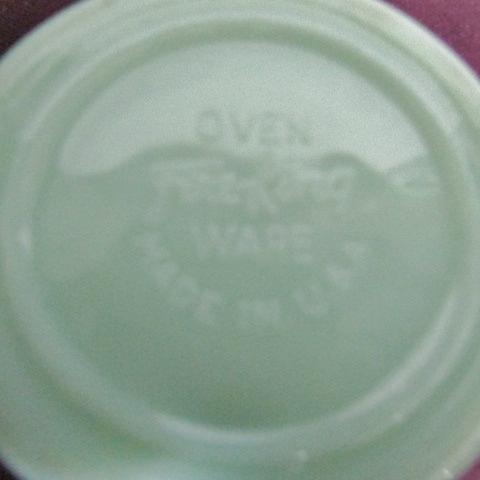 OVEN
Fire-King
WARE
MADE IN U.S.A.